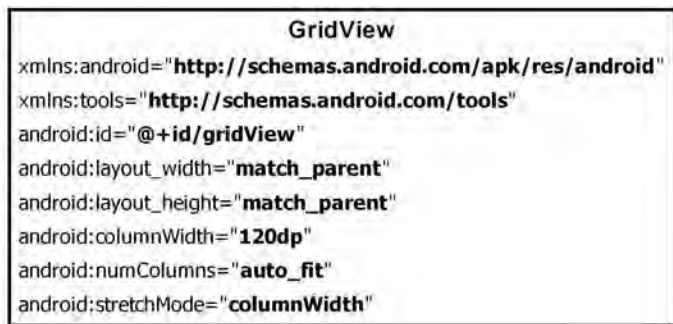 GridView
xmlns:android="http://schemas.android.com/apk/res/android"
xmlns:tools="http://schemas.android.com/tools"
android:id="@+id/gridView"
android:layout_width="match_parent"
android:layout_height="match_parent"
android:columnWidth="120dp"
android:numColumns="auto_fit"
android:stretchMode="columnWidth"